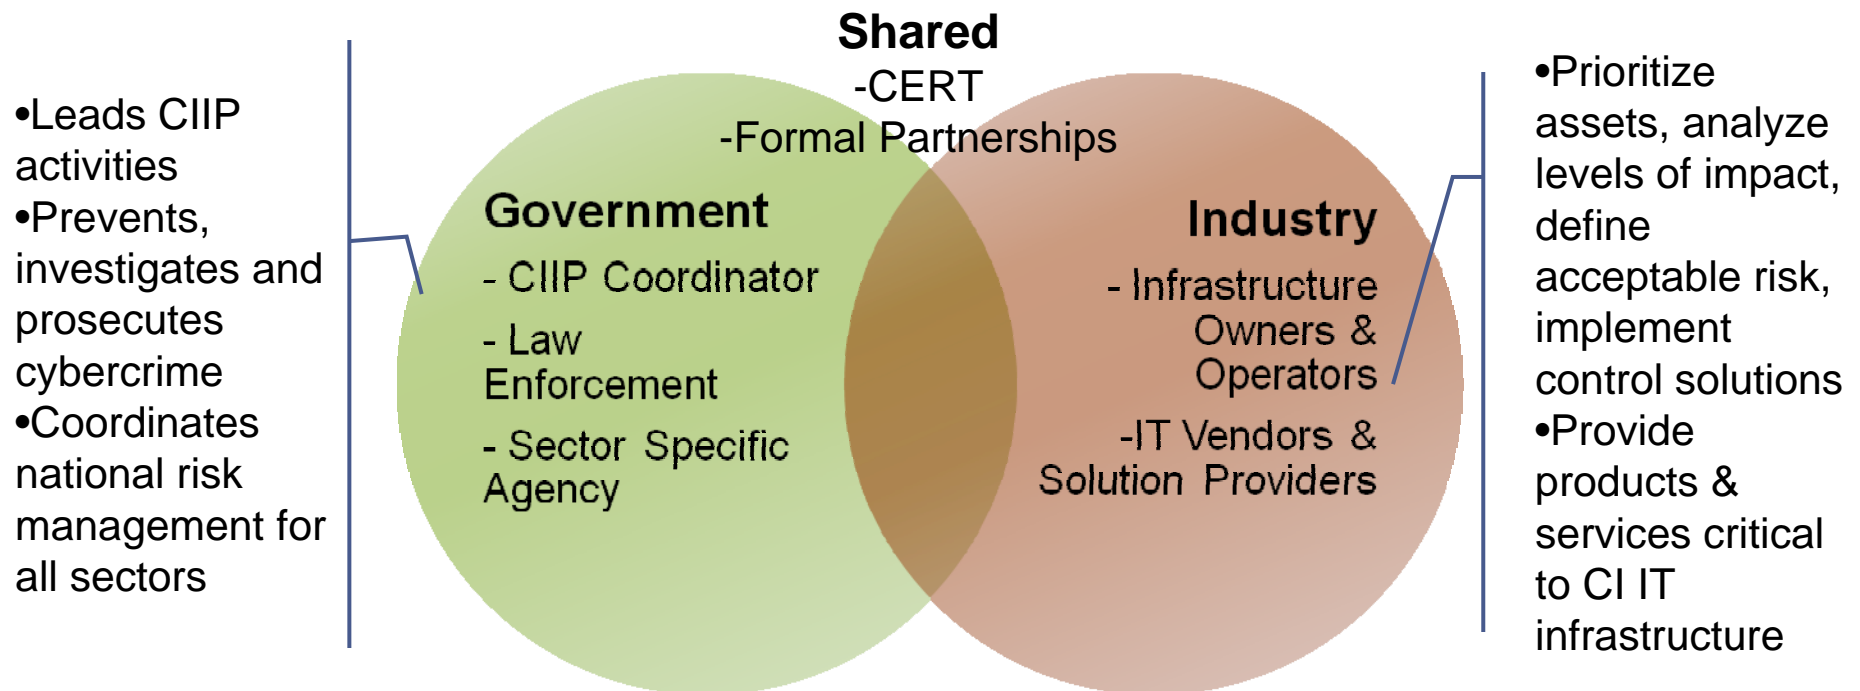 Shared
-CERT
-Formal Partnerships
•Leads CIIP
activities
•Prevents,
investigates and
prosecutes
cybercrime
•Coordinates
national risk
management for
all sectors
Government
- CIIP Coordinator
- Law
Enforcement
- Sector Specific
Agency
Industry
- Infrastructure
Owners &
Operators
-IT Vendors &
Solution Providers
•Prioritize
assets, analyze
levels of impact,
define
acceptable risk,
implement
control solutions
•Provide
products &
services critical
to CI IT
infrastructure